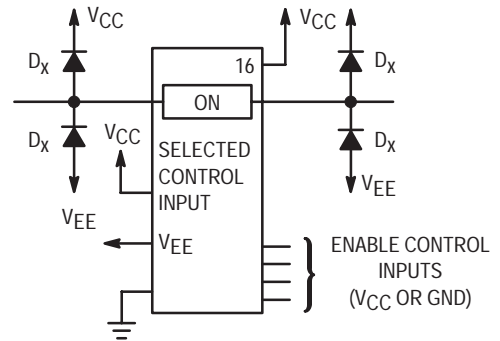 VCC
VCC
DX
16
DX
ON
DX
VCC
SELECTED
CONTROL
INPUT
DX
VEE
VEE
VEE
ENABLE CONTROL
INPUTS
(VCC OR GND)